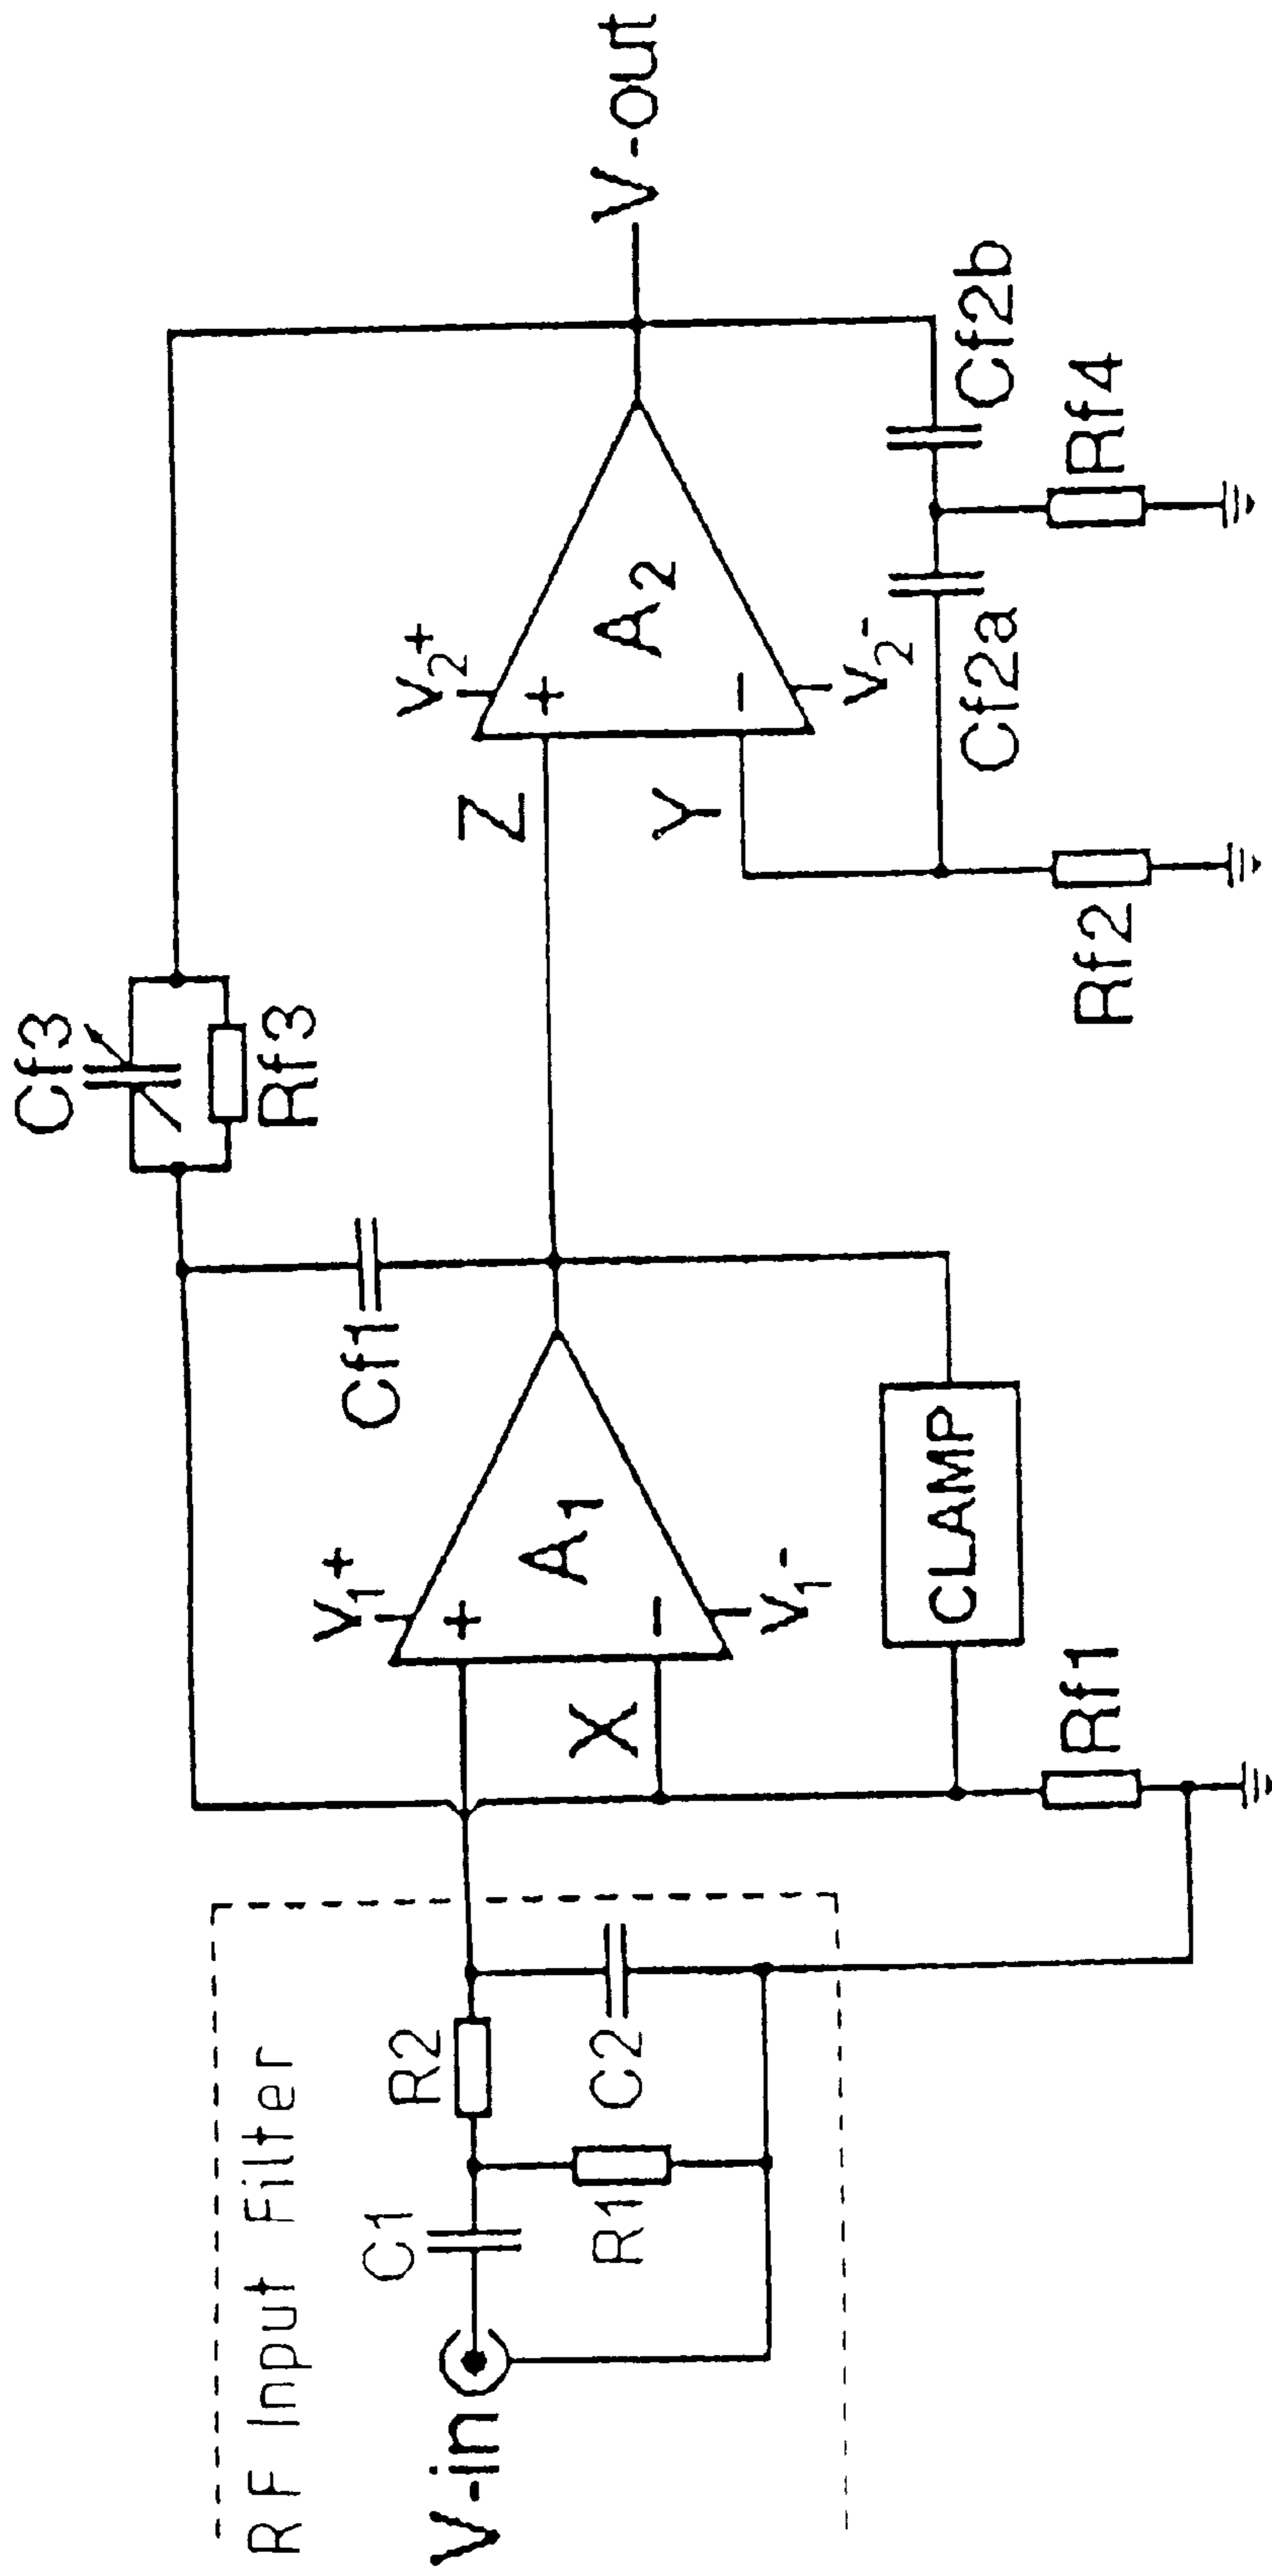 RF Input Filter
V-in
C1
R1
R2
C2
V1+
A1
+
-
V1-
X
CLAMP
Rf1
Cf1
Cf3
Rf3
Z
Y
V2+
A2
+
-
V2-
Rf2
Cf2a
Cf2b
Rf4
V-out